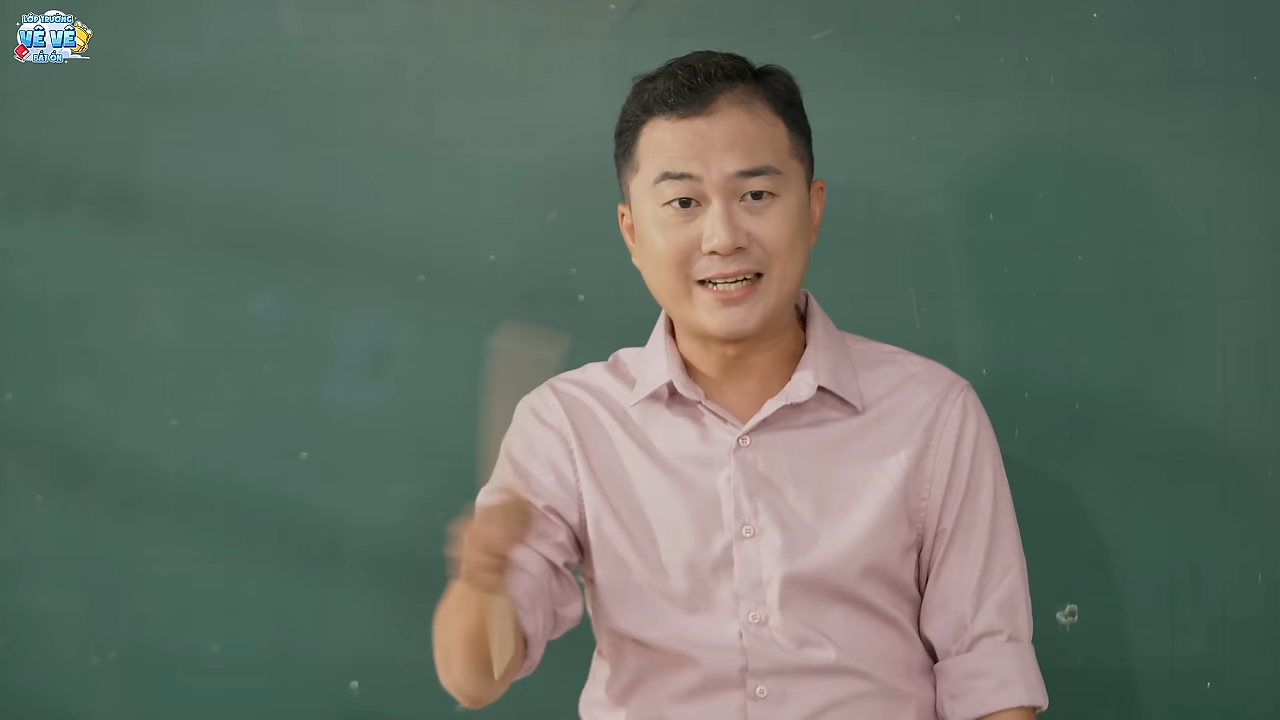 LỚP TRƯỞNG
VÊ VÊ
BẤT ỔN